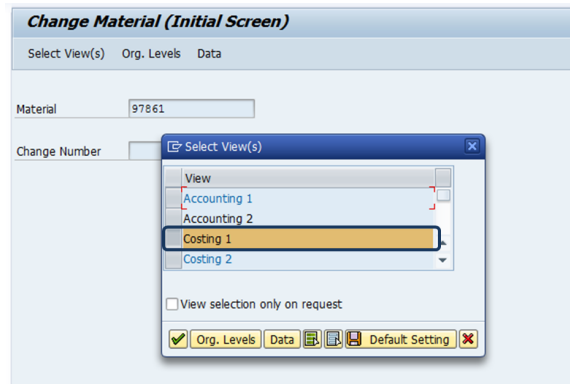 Change Material (Initial Screen)
Select View(s) Org. Levels Data
Material 97861
Change Number
Select View(s)
View
Accounting 1
Accounting 2
Costing 1
Costing 2
View selection only on request
Org. Levels Data Default Setting